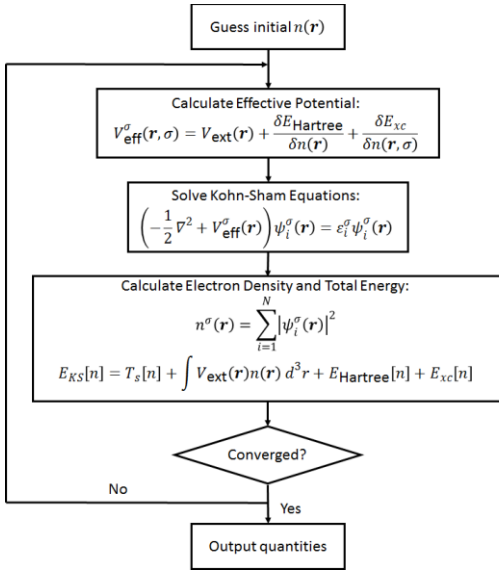 Guess initial n(r)
Calculate Effective Potential:
V^σ_eff(r, σ) = V_ext(r) + δE_Hartree/δn(r) + δE_xc/δn(r, σ)
Solve Kohn-Sham Equations:
(−1/2 ∇² + V^σ_eff(r)) ψ^σ_i(r) = ε^σ_i ψ^σ_i(r)
Calculate Electron Density and Total Energy:
n^σ(r) = ∑_{i=1}^{N} |ψ^σ_i(r)|²
E_KS[n] = T_s[n] + ∫ V_ext(r)n(r) d³r + E_Hartree[n] + E_xc[n]
Converged?
No
Yes
Output quantities